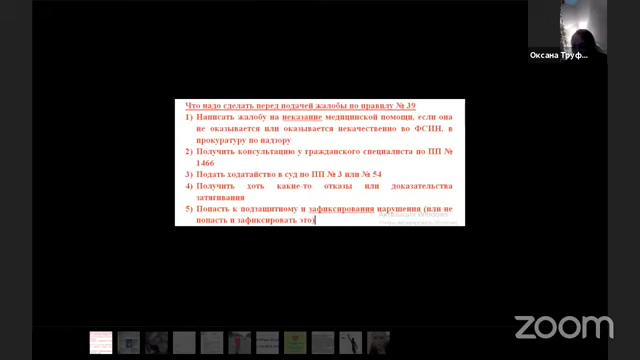 Оксана Труф...
Что надо сделать перед подачей жалобы по правилу № 39
1) Написать жалобу на неказание медицинской помощи, если она
не оказывается или оказывается некачественно во ФСИН, в
прокуратуру по надзору
2) Получить консультацию у гражданского специалиста по ПП №
1466
3) Подать ходатайство в суд по ПП № 3 или № 54
4) Получить хоть какие-то отказы или доказательства
затягивания
5) Попасть к подзащитному и зафиксирования нарушения (или не
попасть и зафиксировать это)
Активация Windows
zoom